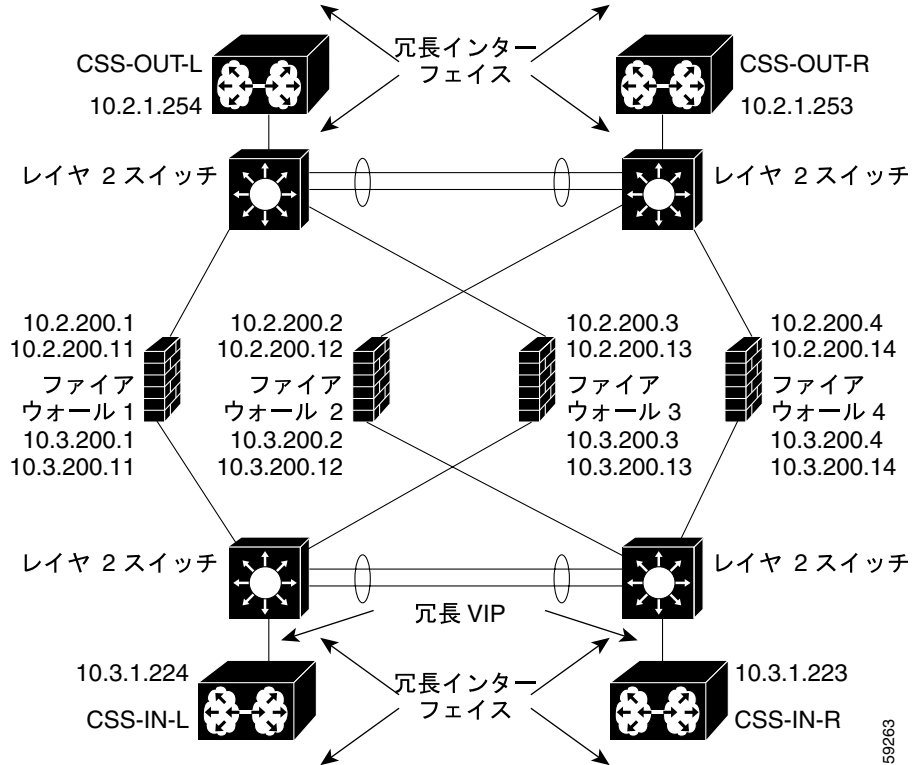 冗長インター
フェイス
CSS-OUT-L
10.2.1.254
CSS-OUT-R
10.2.1.253
レイヤ 2 スイッチ
レイヤ 2 スイッチ
10.2.200.1
10.2.200.11
ファイア
ウォール 1
10.3.200.1
10.3.200.11
10.2.200.2
10.2.200.12
ファイア
ウォール 2
10.3.200.2
10.3.200.12
10.2.200.3
10.2.200.13
ファイア
ウォール 3
10.3.200.3
10.3.200.13
10.2.200.4
10.2.200.14
ファイア
ウォール 4
10.3.200.4
10.3.200.14
レイヤ 2 スイッチ
レイヤ 2 スイッチ
冗長 VIP
10.3.1.224
CSS-IN-L
冗長インター
フェイス
10.3.1.223
CSS-IN-R
59263